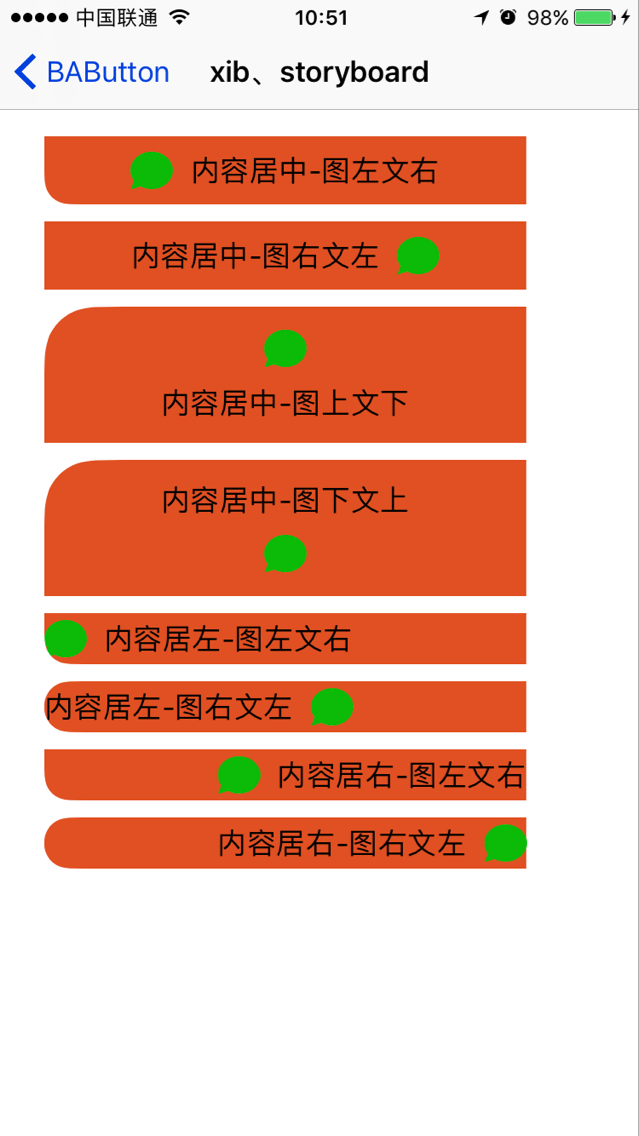 中国联通 10:51 98%
BAButton xib、storyboard
内容居中-图左文右
内容居中-图右文左
内容居中-图上文下
内容居中-图下文上
内容居左-图左文右
内容居左-图右文左
内容居右-图左文右
内容居右-图右文左